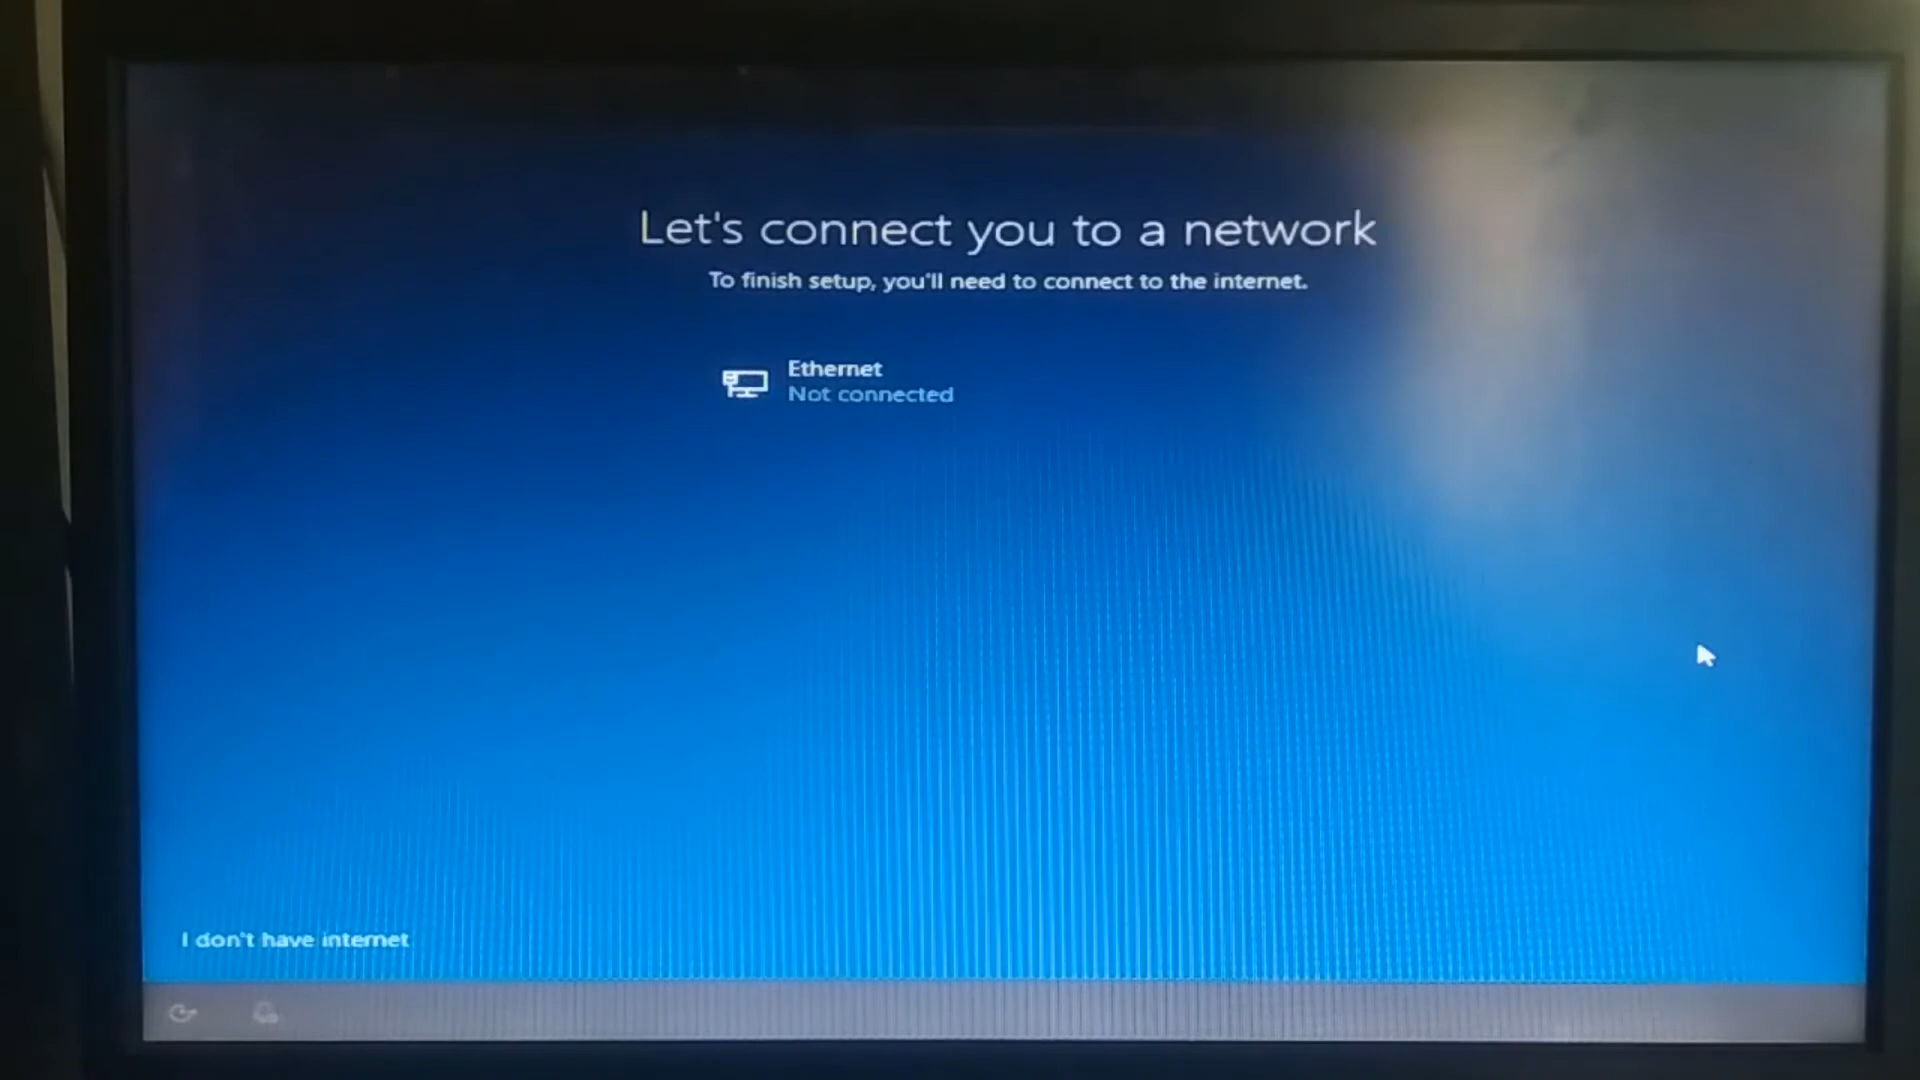 Let's connect you to a network
To finish setup, you'll need to connect to the internet.
Ethernet
Not connected
I don't have internet